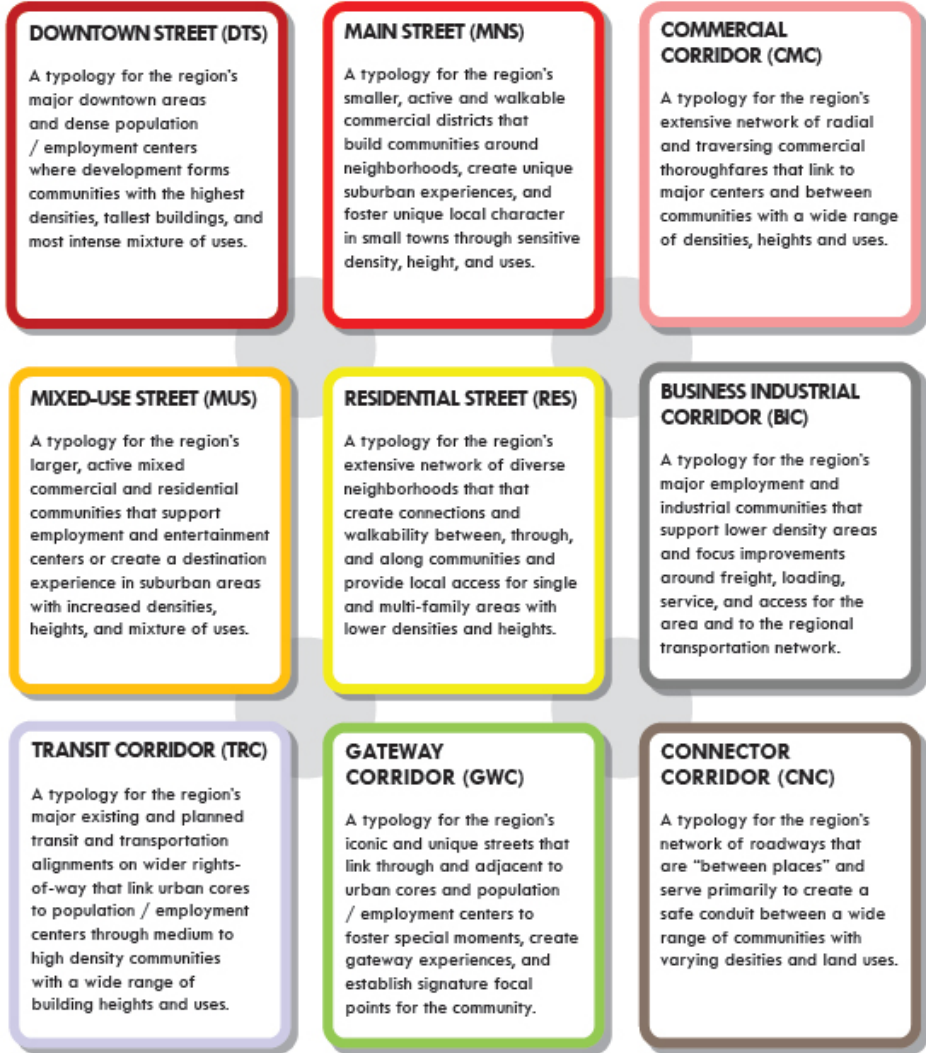 DOWNTOWN STREET (DTS)
A typology for the region's
major downtown areas
and dense population
/ employment centers
where development forms
communities with the highest
densities, tallest buildings, and
most intense mixture of uses.
MAIN STREET (MNS)
A typology for the region's
smaller, active and walkable
commercial districts that
build communities around
neighborhoods, create unique
suburban experiences, and
foster unique local character
in small towns through sensitive
density, height, and uses.
COMMERCIAL
CORRIDOR (CMC)
A typology for the region's
extensive network of radial
and traversing commercial
thoroughfares that link to
major centers and between
communities with a wide range
of densities, heights and uses.
MIXED-USE STREET (MUS)
A typology for the region's
larger, active mixed
commercial and residential
communities that support
employment and entertainment
centers or create a destination
experience in suburban areas
with increased densities,
heights, and mixture of uses.
RESIDENTIAL STREET (RES)
A typology for the region's
extensive network of diverse
neighborhoods that that
create connections and
walkability between, through,
and along communities and
provide local access for single
and multi-family areas with
lower densities and heights.
BUSINESS INDUSTRIAL
CORRIDOR (BIC)
A typology for the region's
major employment and
industrial communities that
support lower density areas
and focus improvements
around freight, loading,
service, and access for the
area and to the regional
transportation network.
TRANSIT CORRIDOR (TRC)
A typology for the region's
major existing and planned
transit and transportation
alignments on wider rights-
of-way that link urban cores
to population / employment
centers through medium to
high density communities
with a wide range of
building heights and uses.
GATEWAY
CORRIDOR (GWC)
A typology for the region's
iconic and unique streets that
link through and adjacent to
urban cores and population
/ employment centers to
foster special moments, create
gateway experiences, and
establish signature focal
points for the community.
CONNECTOR
CORRIDOR (CNC)
A typology for the region's
network of roadways that
are "between places" and
serve primarily to create a
safe conduit between a wide
range of communities with
varying desities and land uses.